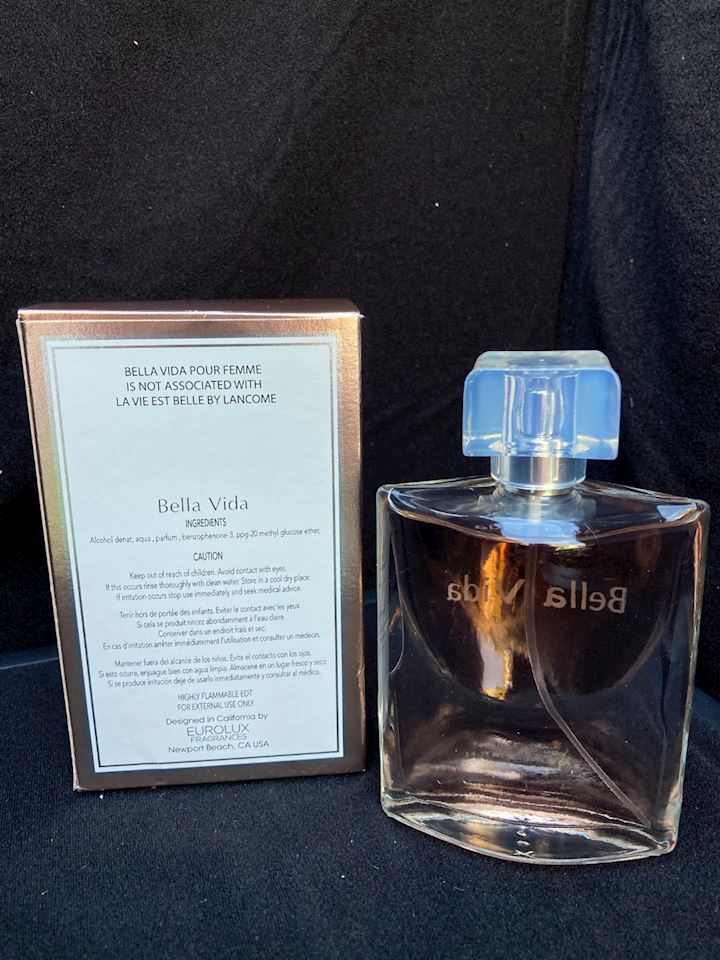 BELLA VIDA POUR FEMME
IS NOT ASSOCIATED WITH
LA VIE EST BELLE BY LANCOME
Bella Vida
INGREDIENTS
Alcohol denat, aqua , parfum , benzophenone-3, ppg-20 methyl glucose ether,
CAUTION
Keep out of reach of children. Avoid contact with eyes.
If this occurs rinse thoroughly with clean water. Store in a cool dry place.
If irritation occurs stop use immediately and seek medical advice.
Tenir hors de portée des enfants. Eviter le contact avec les yeux.
Si cela se produit rincez abondamment à l'eau claire.
Conserver dans un endroit frais et sec.
En cas d'irritation arrêter immédiatement l'utilisation et consulter un médecin.
Mantener fuera del alcance de los niños. Evite el contacto con los ojos.
Si esto ocurre, enjuague bien con agua limpia. Almacene en un lugar fresco y seco
Si se produce irritación deje de usarlo inmediatamente y consultar al médico.
HIGHLY FLAMMABLE EDT
FOR EXTERNAL USE ONLY
Designed in California by
EUROLUX
FRAGRANCES
Newport Beach, CA USA
Bella Vida